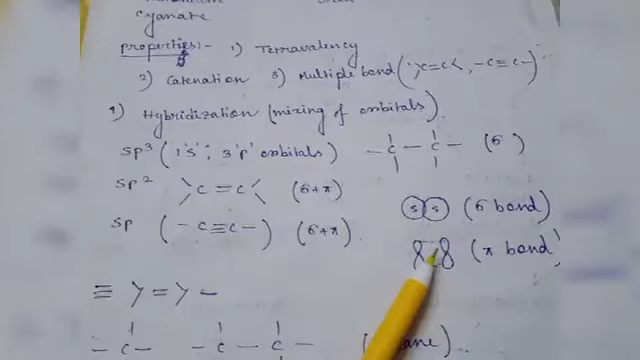 cyanate
properties:- 1) Tetravalency
2) Catenation 3) Multiple bond (>C=C<, -C≡C-)
4) Hybridization (mixing of orbitals)
sp³ (1's'; 3'p' orbitals) -C-C- (σ)
sp² >C=C< (σ+π)
(S)(S) (σ bond)
sp (-C≡C-) (σ+π)
(π bond)
≡ > = > -
-C- -C-C-